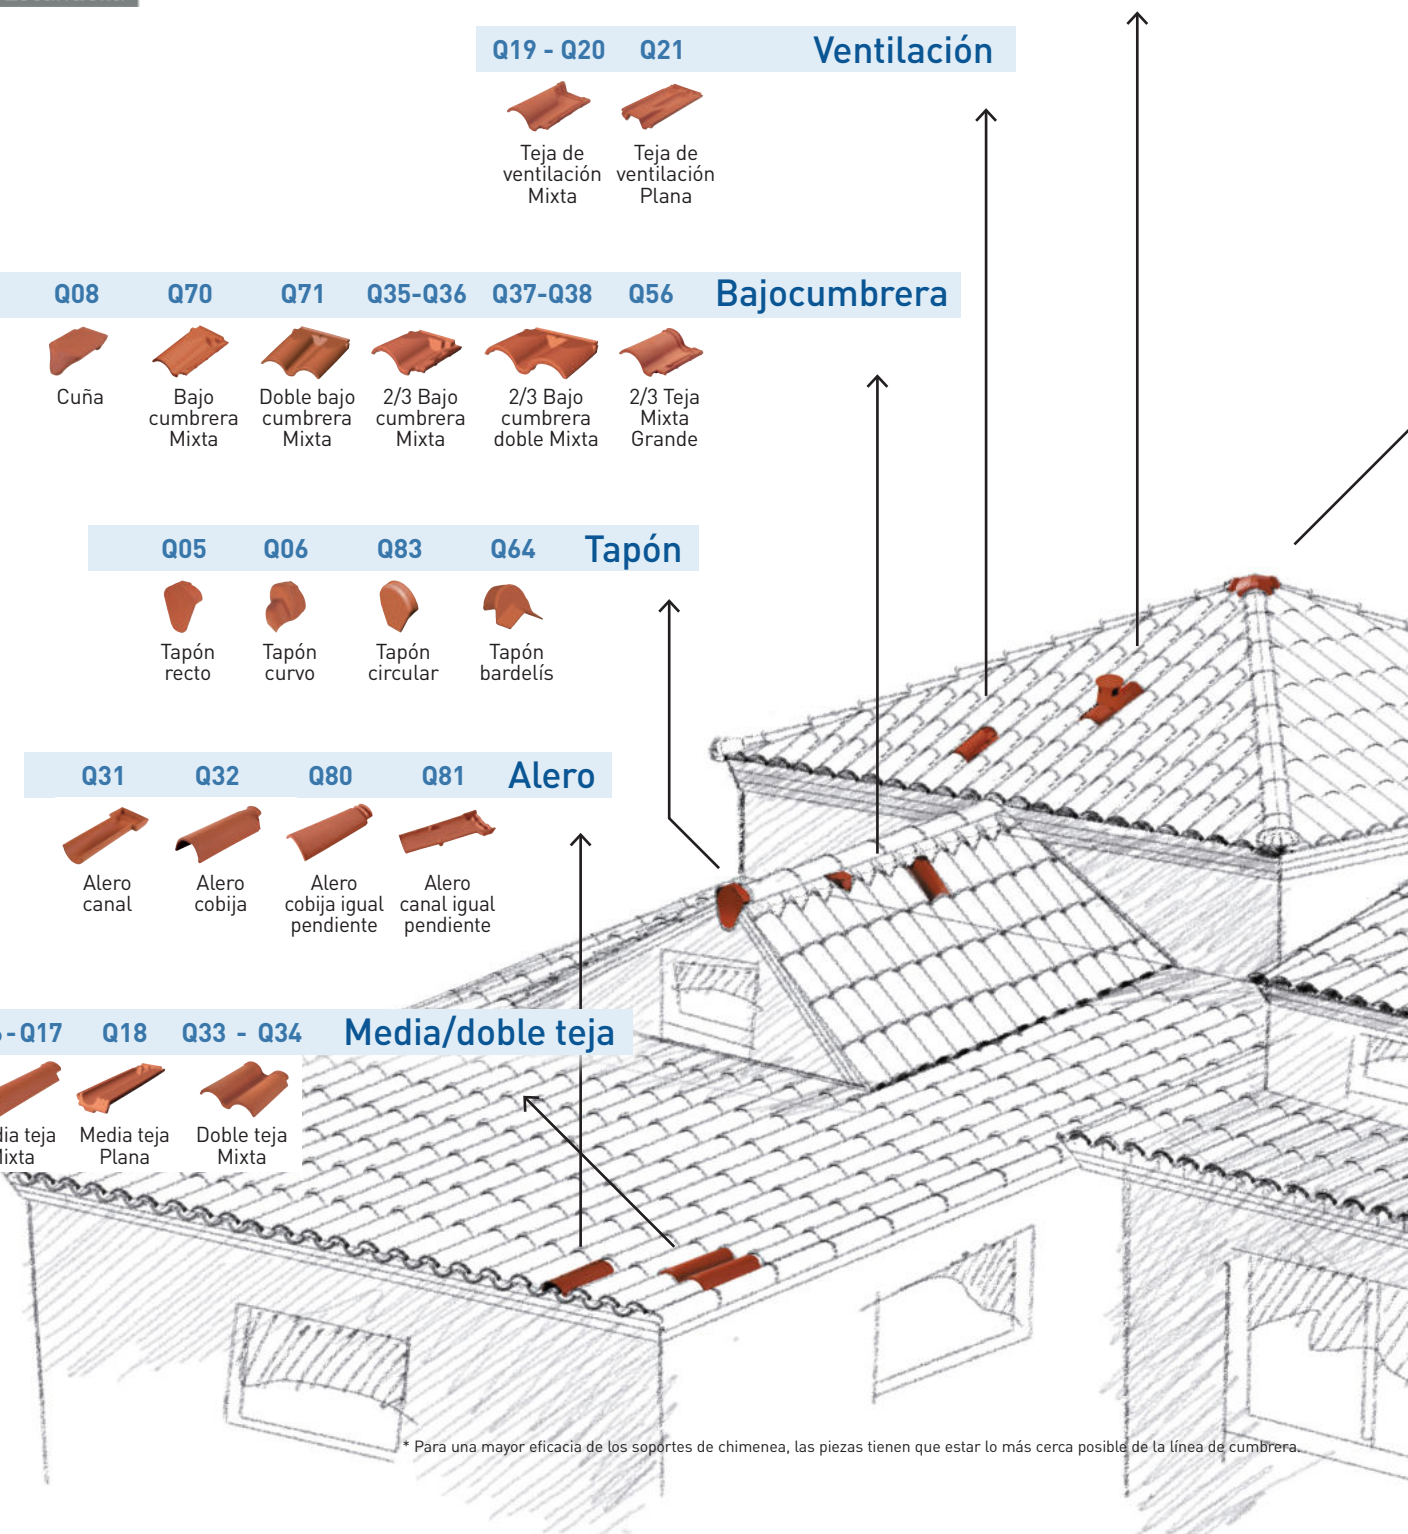 Q19 - Q20 Q21 Ventilación
Teja de
ventilación
Mixta
Teja de
ventilación
Plana
Q08 Q70 Q71 Q35-Q36 Q37-Q38 Q56 Bajocumbrera
Cuña
Bajo
cumbrera
Mixta
Doble bajo
cumbrera
Mixta
2/3 Bajo
cumbrera
Mixta
2/3 Bajo
cumbrera
doble Mixta
2/3 Teja
Mixta
Grande
Q05 Q06 Q83 Q64 Tapón
Tapón
recto
Tapón
curvo
Tapón
circular
Tapón
bardelís
Q31 Q32 Q80 Q81 Alero
Alero
canal
Alero
cobija
Alero
cobija igual
pendiente
Alero
canal igual
pendiente
-Q17 Q18 Q33 - Q34 Media/doble teja
teja
Media teja
Plana
Doble teja
Mixta
* Para una mayor eficacia de los soportes de chimenea, las piezas tienen que estar lo más cerca posible de la línea de cumbrera.